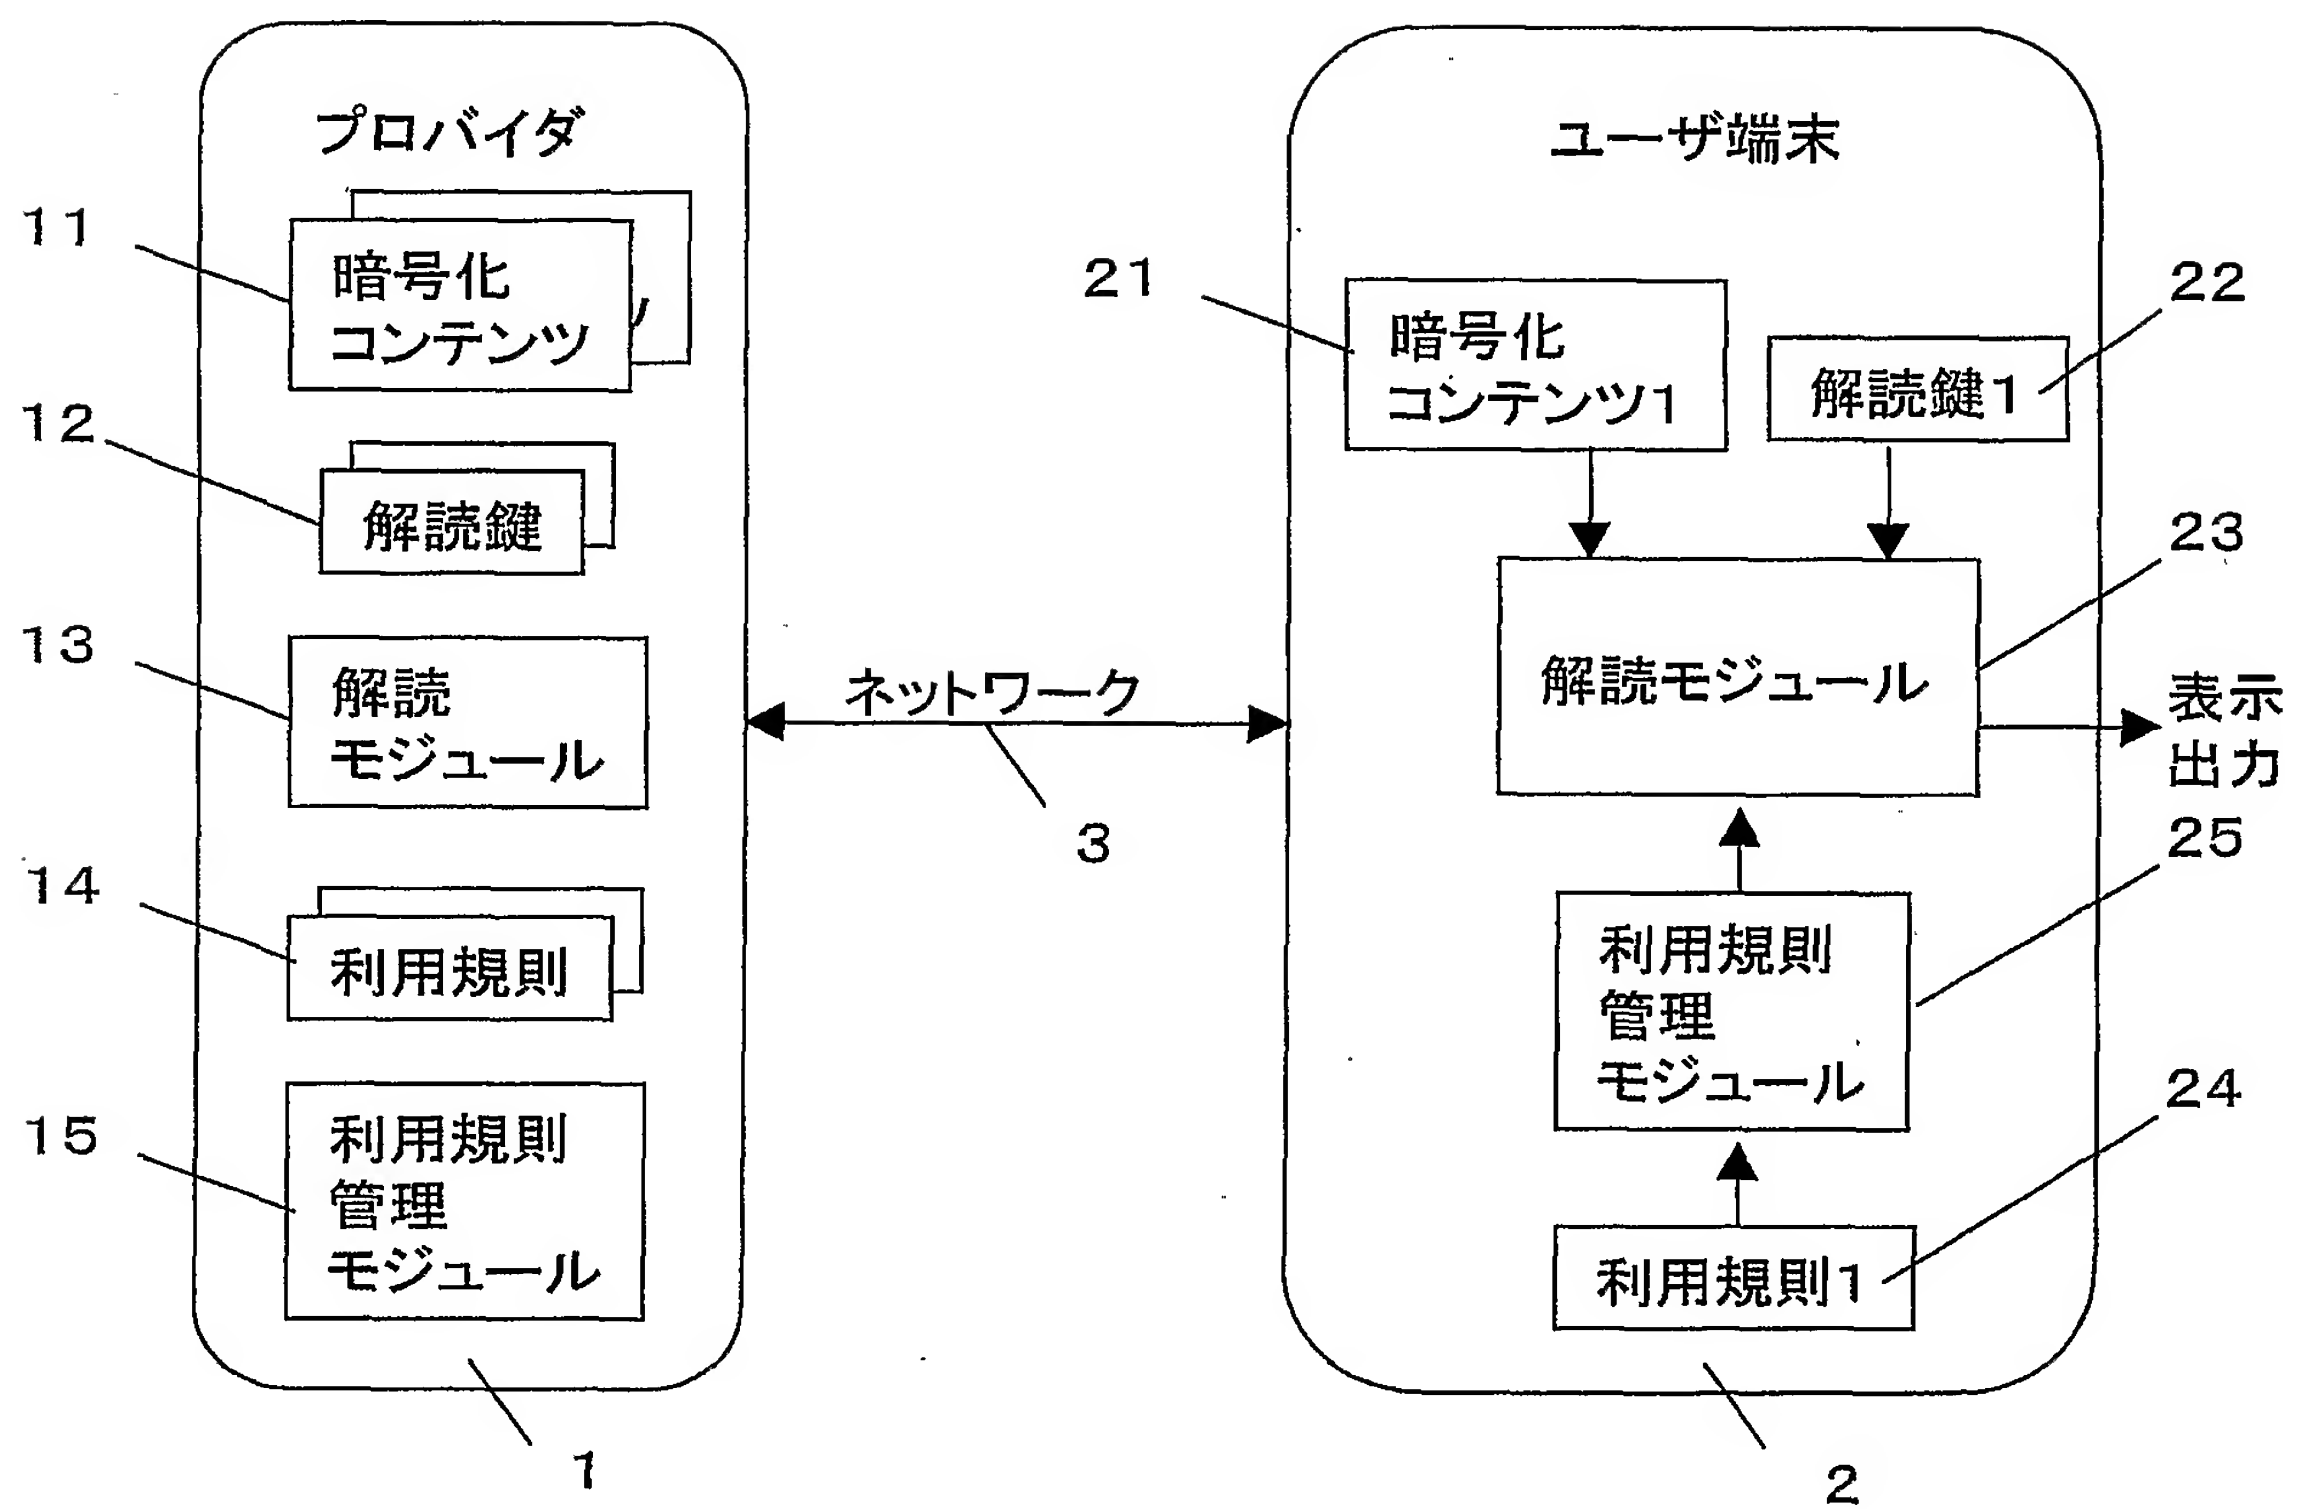 プロバイダ
11
暗号化
コンテンツ
12
解読鍵
13
解読
モジュール
14
利用規則
15
利用規則
管理
モジュール
1
ネットワーク
3
ユーザ端末
21
暗号化
コンテンツ1
22
解読鍵1
23
解読モジュール
表示
出力
25
利用規則
管理
モジュール
24
利用規則1
2